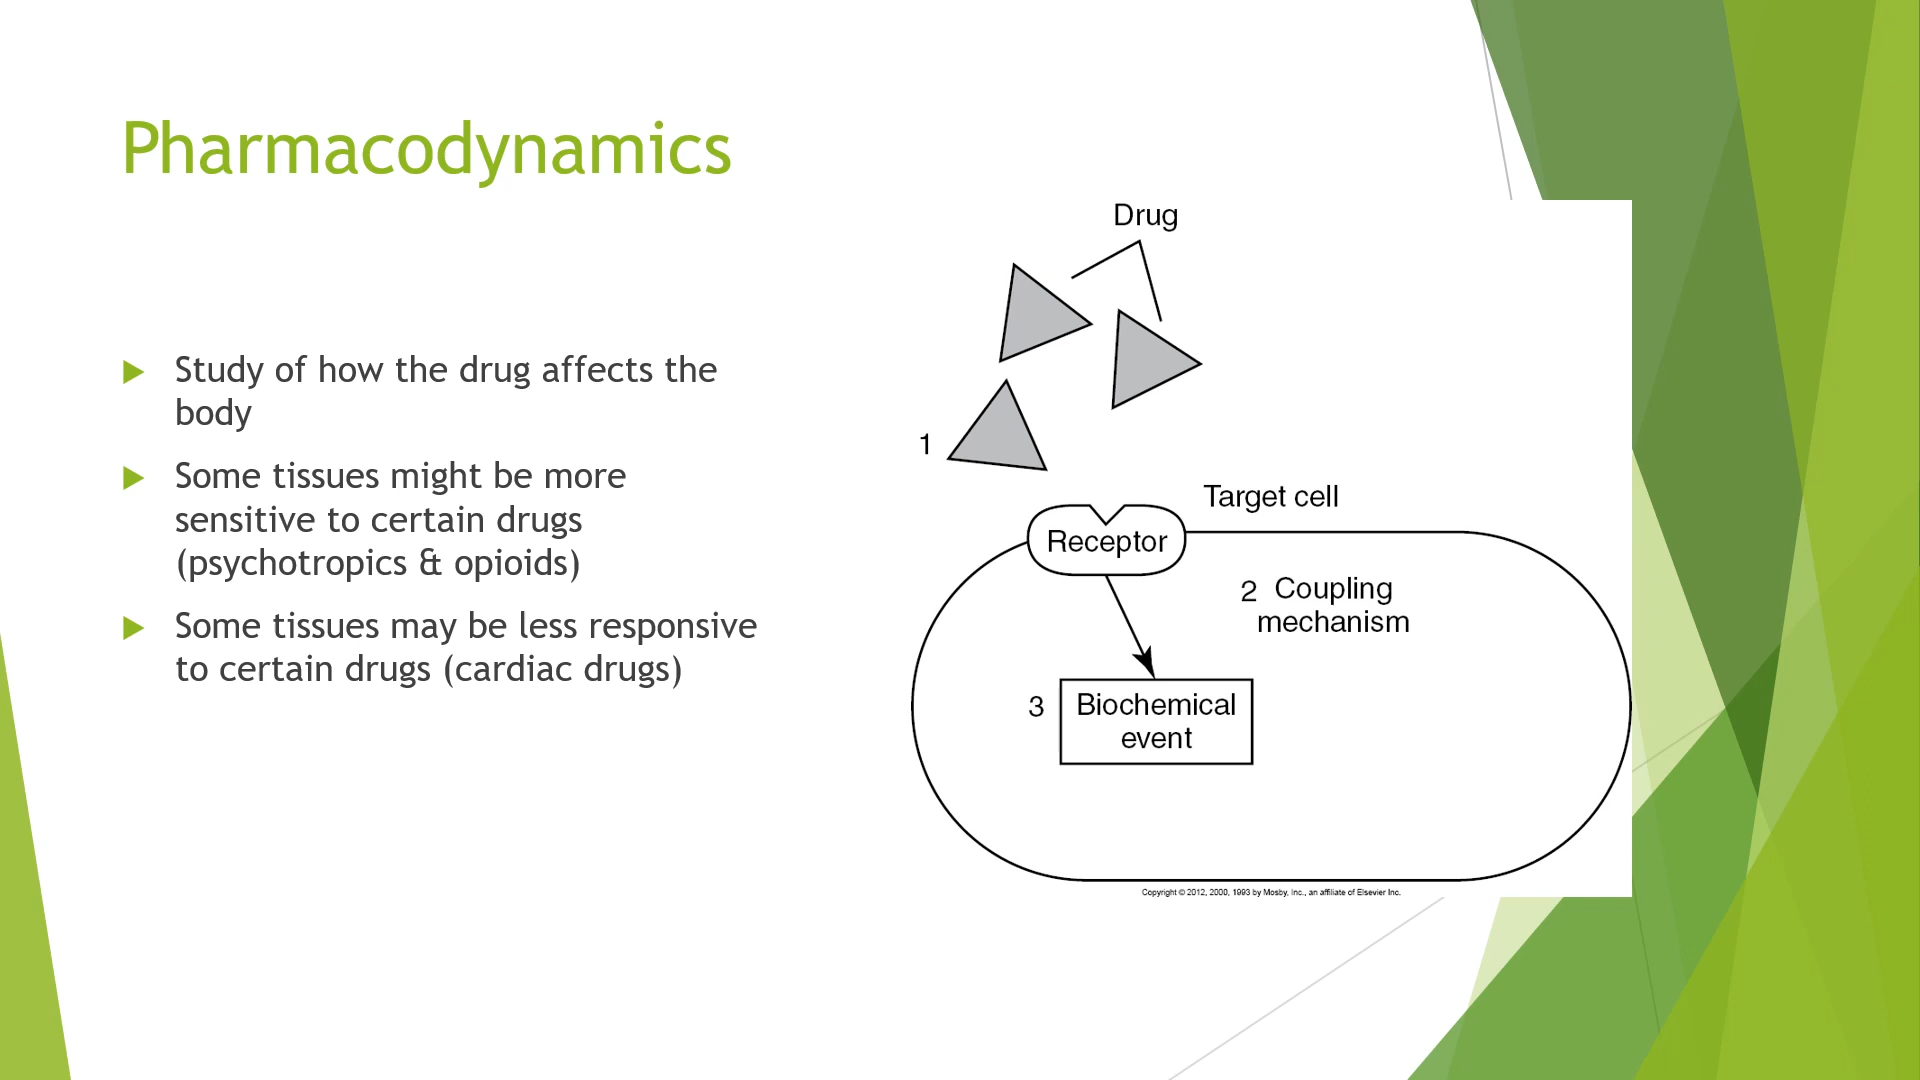 Pharmacodynamics
Study of how the drug affects the
body
Some tissues might be more
sensitive to certain drugs
(psychotropics & opioids)
Some tissues may be less responsive
to certain drugs (cardiac drugs)
Drug
1
Target cell
Receptor
2 Coupling
mechanism
3 Biochemical
event
Copyright © 2012, 2000, 1993 by Mosby, Inc., an affiliate of Elsevier Inc.